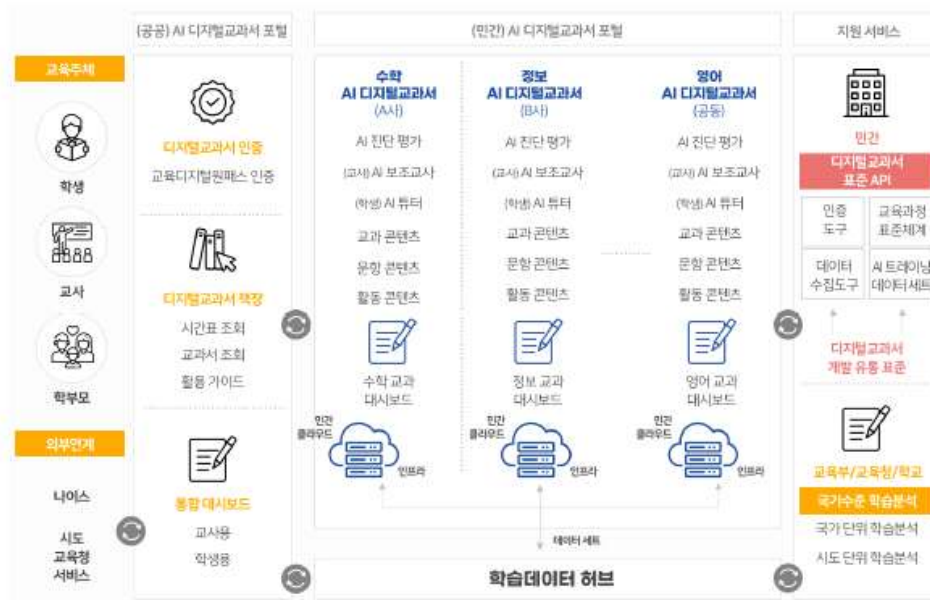 (공공) AI 디지털교과서 포털
(민간) AI 디지털교과서 포털
지원 서비스
교육주체
학생
교사
학부모
외부연계
나이스
시도
교육청
서비스
디지털교과서 인증
교육디지털원패스 인증
디지털교과서 책장
시간표 조회
교과서 조회
활용 가이드
통합 대시보드
교사용
학생용
수학
AI 디지털교과서
(A사)
AI 진단 평가
(교사) AI 보조교사
(학생) AI 튜터
교과 콘텐츠
문항 콘텐츠
활동 콘텐츠
수학 교과
대시보드
민간
클라우드
인프라
정보
AI 디지털교과서
(B사)
AI 진단 평가
(교사) AI 보조교사
(학생) AI 튜터
교과 콘텐츠
문항 콘텐츠
활동 콘텐츠
정보 교과
대시보드
민간
클라우드
인프라
영어
AI 디지털교과서
(공동)
AI 진단 평가
(교사) AI 보조교사
(학생) AI 튜터
교과 콘텐츠
문항 콘텐츠
활동 콘텐츠
영어 교과
대시보드
민간
클라우드
인프라
데이터 세트
학습데이터 허브
민간
디지털교과서
표준 API
인증
도구
교육과정
표준체계
데이터
수집도구
AI 트레이닝
데이터 세트
디지털교과서
개발 유통 표준
교육부/교육청/학교
국가수준 학습분석
국가 단위 학습분석
시도 단위 학습분석